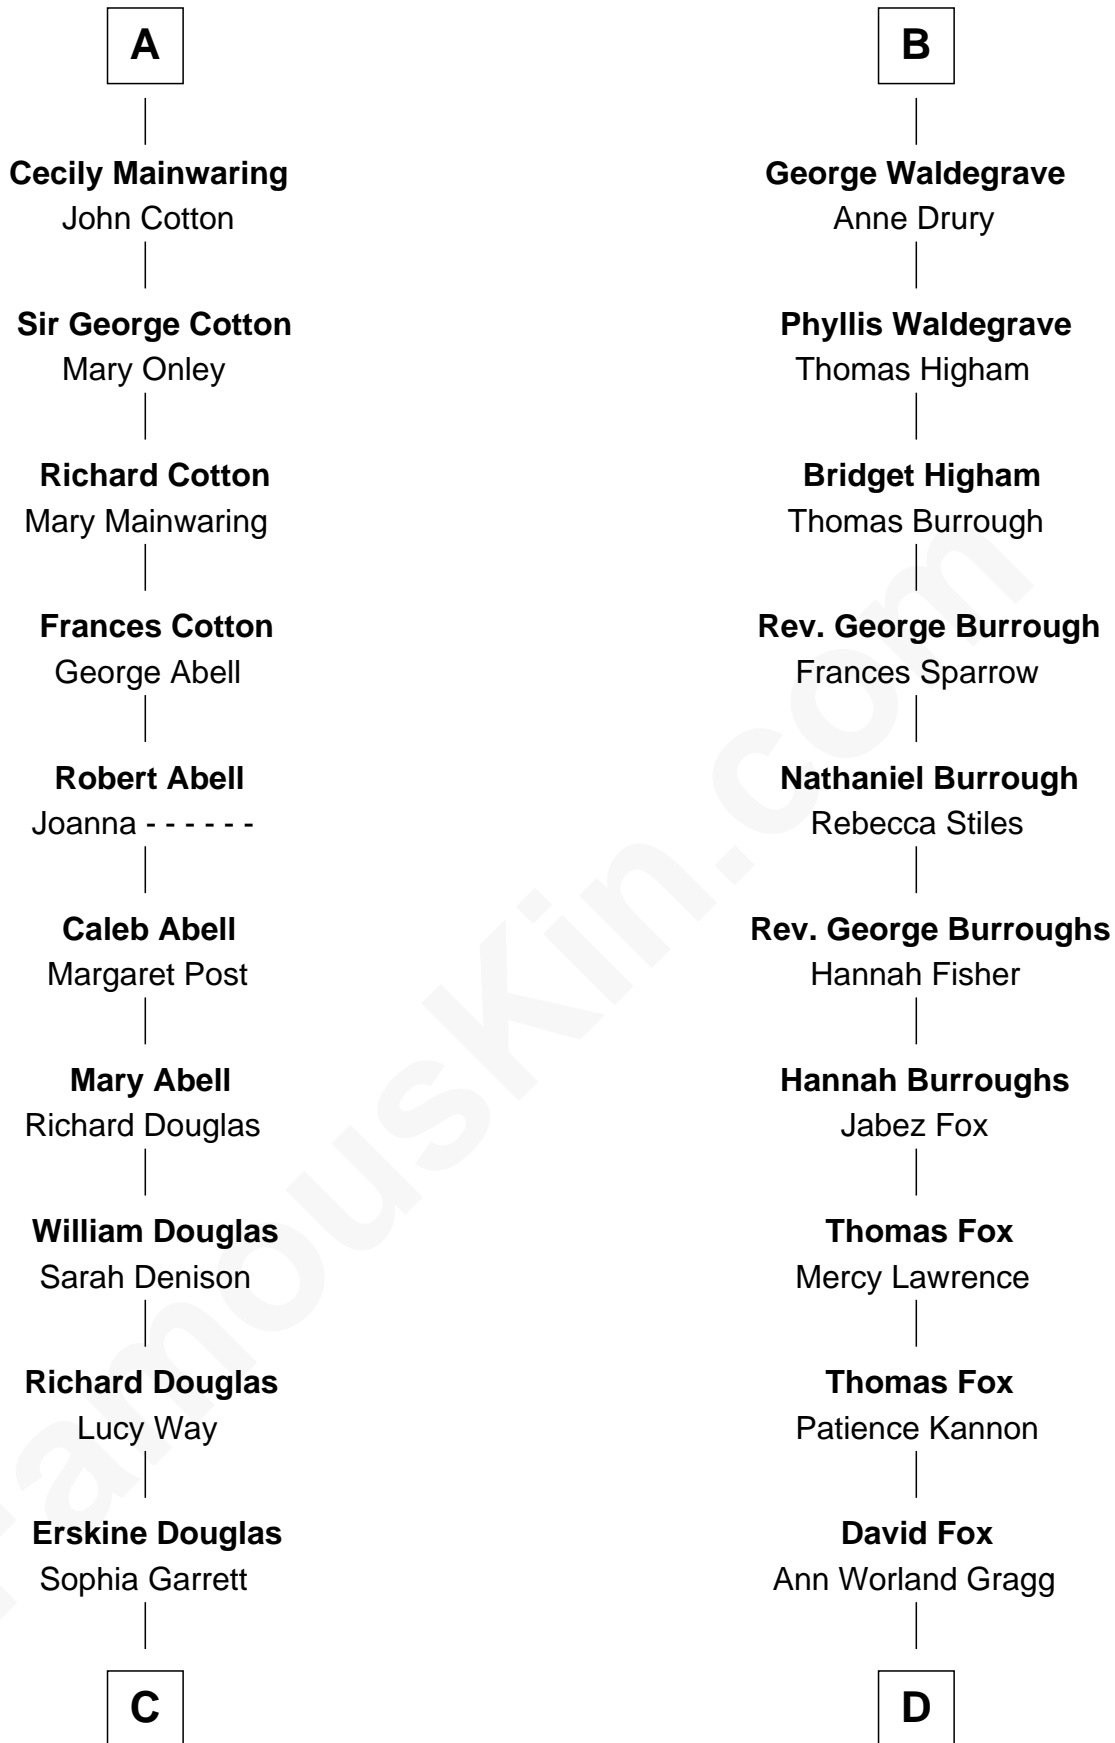 A
Cecily Mainwaring
John Cotton
Sir George Cotton
Mary Onley
Richard Cotton
Mary Mainwaring
Frances Cotton
George Abell
Robert Abell
Joanna - - - - - -
Caleb Abell
Margaret Post
Mary Abell
Richard Douglas
William Douglas
Sarah Denison
Richard Douglas
Lucy Way
Erskine Douglas
Sophia Garrett
C
B
George Waldegrave
Anne Drury
Phyllis Waldegrave
Thomas Higham
Bridget Higham
Thomas Burrough
Rev. George Burrough
Frances Sparrow
Nathaniel Burrough
Rebecca Stiles
Rev. George Burroughs
Hannah Fisher
Hannah Burroughs
Jabez Fox
Thomas Fox
Mercy Lawrence
Thomas Fox
Patience Kannon
David Fox
Ann Worland Gragg
D
FamousKin.com